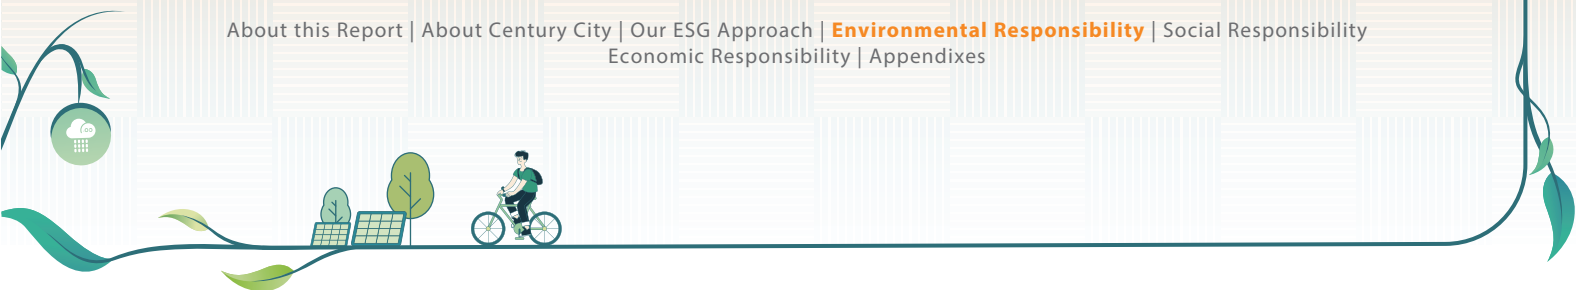 About this Report | About Century City | Our ESG Approach | Environmental Responsibility | Social Responsibility
Economic Responsibility | Appendixes